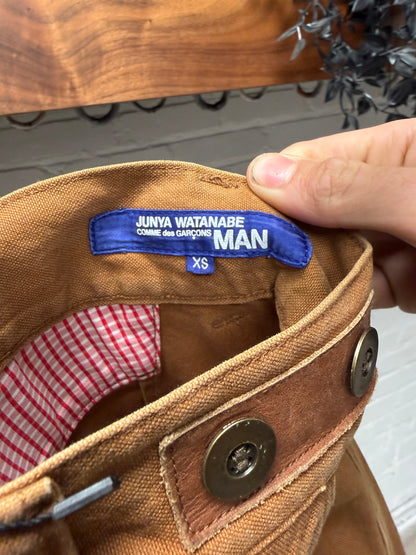 JUNYA WATANABE
COMME des GARÇONS
MAN
XS